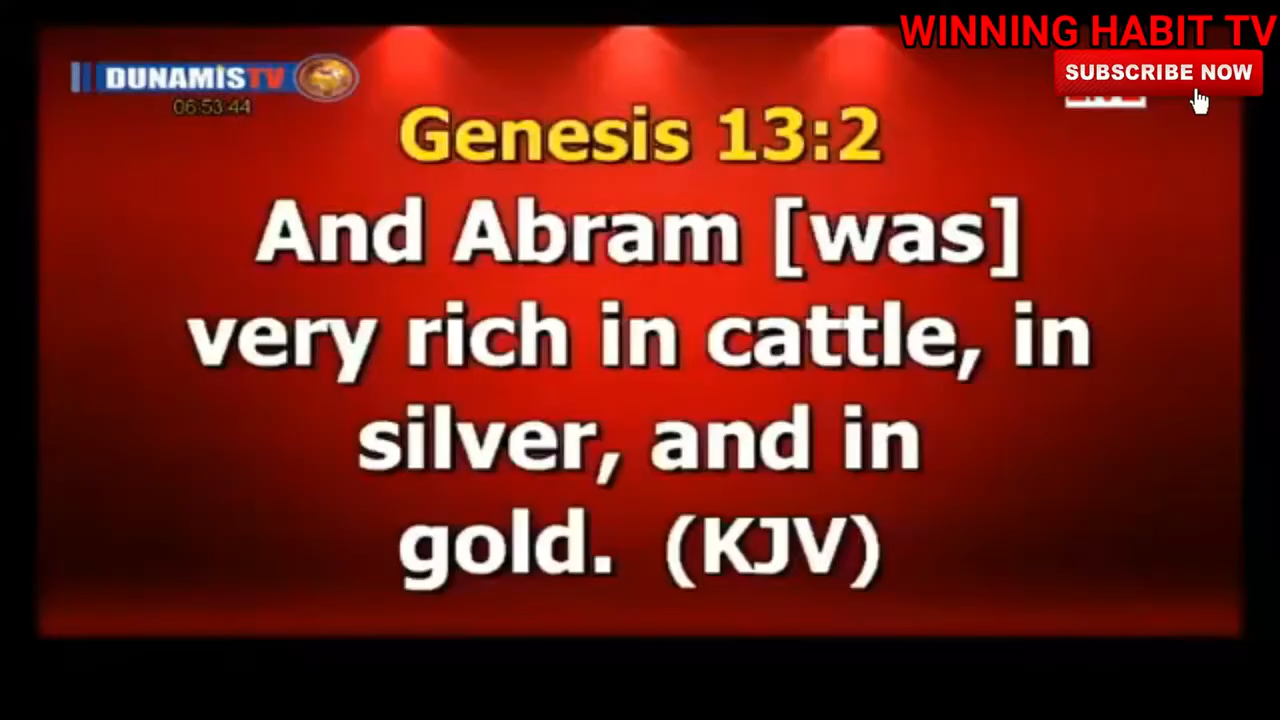 WINNING HABIT TV
SUBSCRIBE NOW
DUNAMIS TV
06:53:44
Genesis 13:2
And Abram [was]
very rich in cattle, in
silver, and in
gold. (KJV)